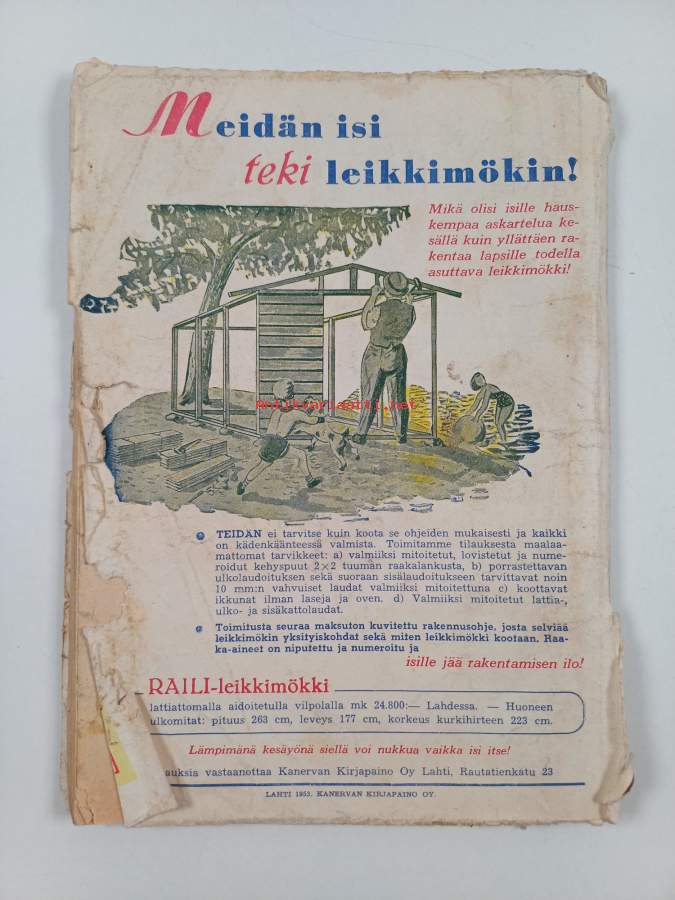 Meidän isi
teki leikkimökin!
Mikä olisi isille haus-
kempaa askartelua ke-
sällä kuin yllättäen ra-
kentaa lapsille todella
asuttava leikkimökki!
Antikvariaatti.net
TEIDÄN ei tarvitse kuin koota se ohjeiden mukaisesti ja kaikki
on kädenkäänteessä valmista. Toimitamme tilauksesta maalaa-
mattomat tarvikkeet: a) valmiiksi mitoitetut, lovistetut ja nume-
roidut kehyspuut 2×2 tuuman raakalankusta, b) porrastettavan
ulkolaudoituksen sekä suoraan sisälaudoitukseen tarvittavat noin
10 mm:n vahvuiset laudat valmiiksi mitoitettuina c) koottavat
ikkunat ilman laseja ja oven. d) Valmiiksi mitoitetut lattia-,
ulko- ja sisäkattolaudat.
Toimitusta seuraa maksuton kuvitettu rakennusohje, josta selviää
leikkimökin yksityiskohdat sekä miten leikkimökki kootaan. Raa-
ka-aineet on niputettu ja numeroitu ja
isille jää rakentamisen ilo!
RAILI-leikkimökki
lattiattomalla aidoitetulla vilpolalla mk 24.800:— Lahdessa. — Huoneen
ulkomitat: pituus 263 cm, leveys 177 cm, korkeus kurkihirteen 223 cm.
Lämpimänä kesäyönä siellä voi nukkua vaikka isi itse!
auksia vastaanottaa Kanervan Kirjapaino Oy Lahti, Rautatienkatu 23
LAHTI 1953. KANERVAN KIRJAPAINO OY.